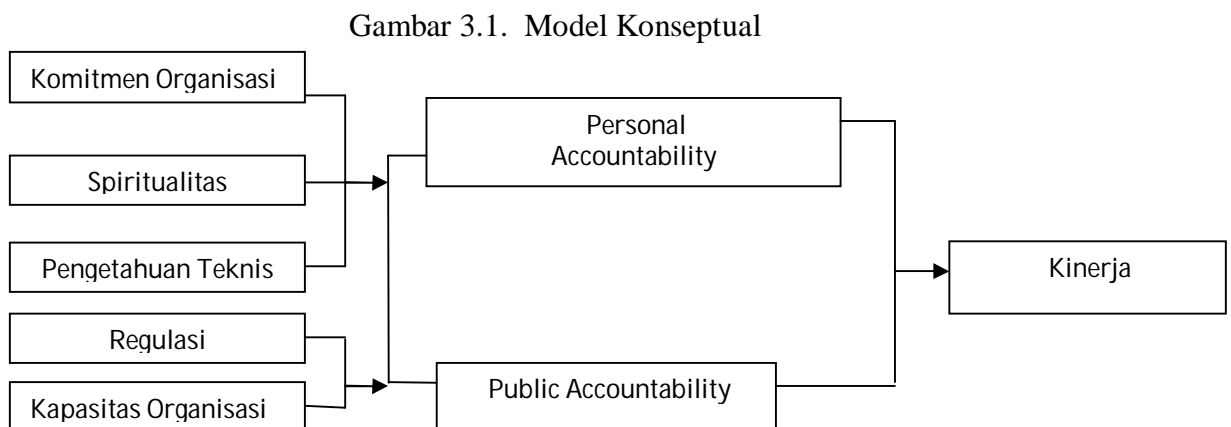 Gambar 3.1. Model Konseptual
Komitmen Organisasi
Spiritualitas
Pengetahuan Teknis
Regulasi
Kapasitas Organisasi
Personal
Accountability
Public Accountability
Kinerja